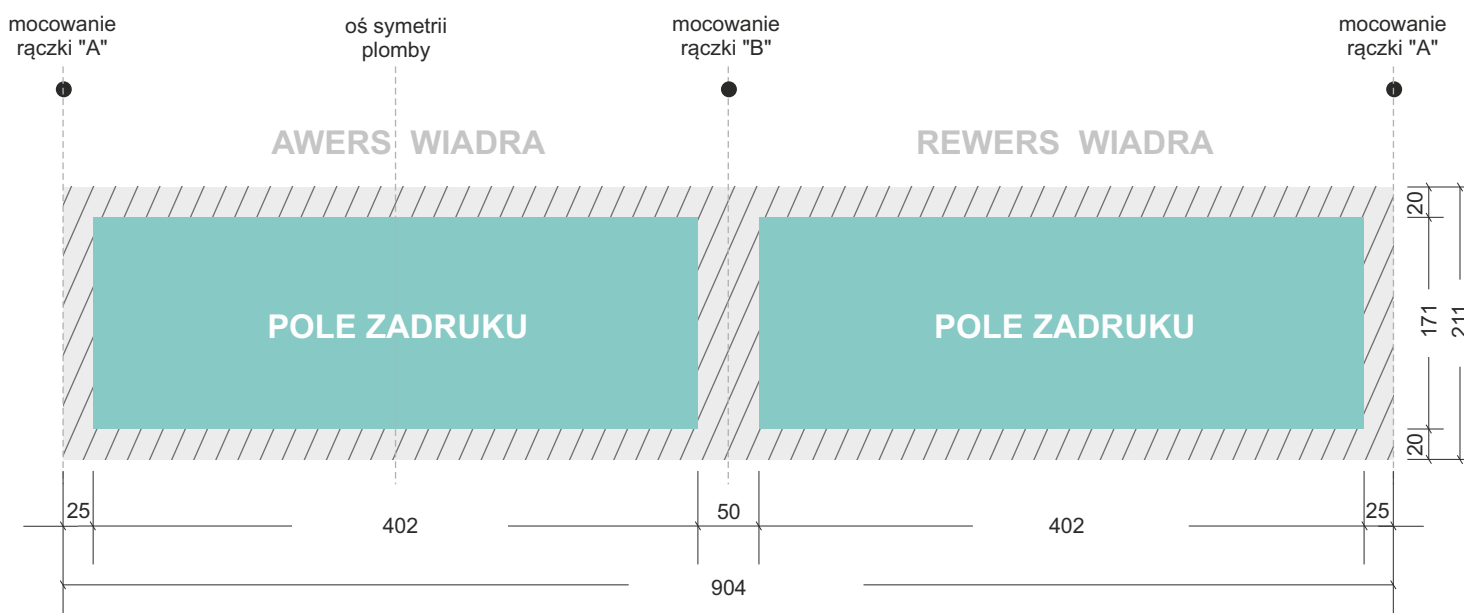 mocowanie
rączki "A"
oś symetrii
plomby
mocowanie
rączki "B"
mocowanie
rączki "A"
AWERS WIADRA
REWERS WIADRA
POLE ZADRUKU
POLE ZADRUKU
20
171
211
20
25
402
50
402
25
904